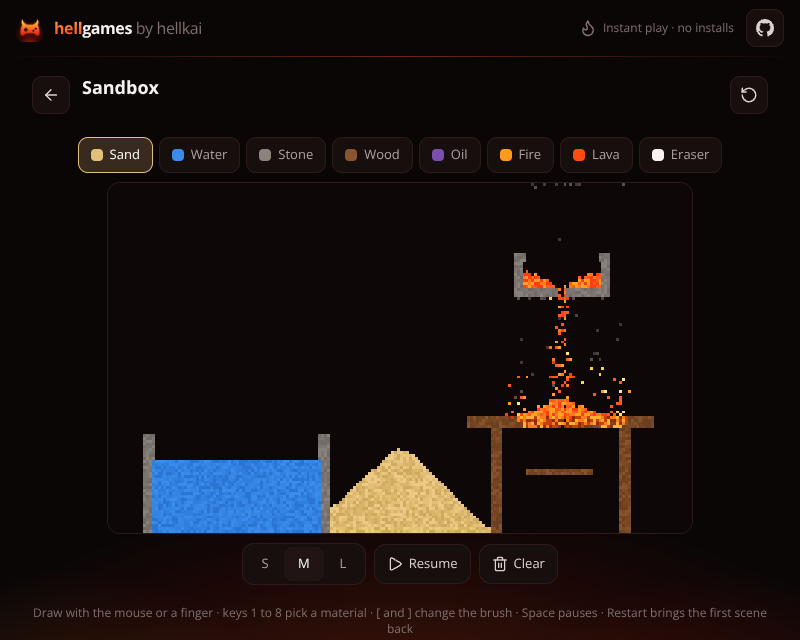 hellgames by hellkai
Instant play · no installs
Sandbox
Sand
Water
Stone
Wood
Oil
Fire
Lava
Eraser
S
M
L
Resume
Clear
Draw with the mouse or a finger · keys 1 to 8 pick a material · [ and ] change the brush · Space pauses · Restart brings the first scene
back